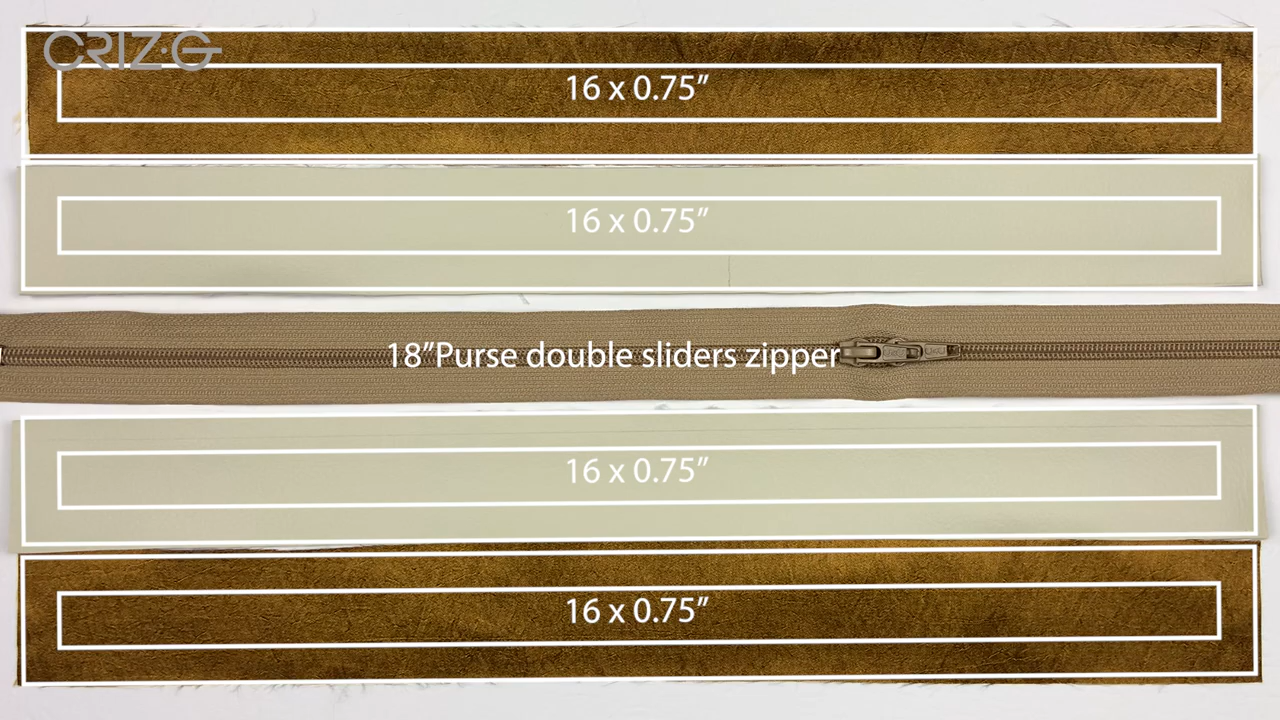 CRIZ·G
16 x 0.75”
16 x 0.75”
18”Purse double sliders zipper
16 x 0.75”
16 x 0.75”